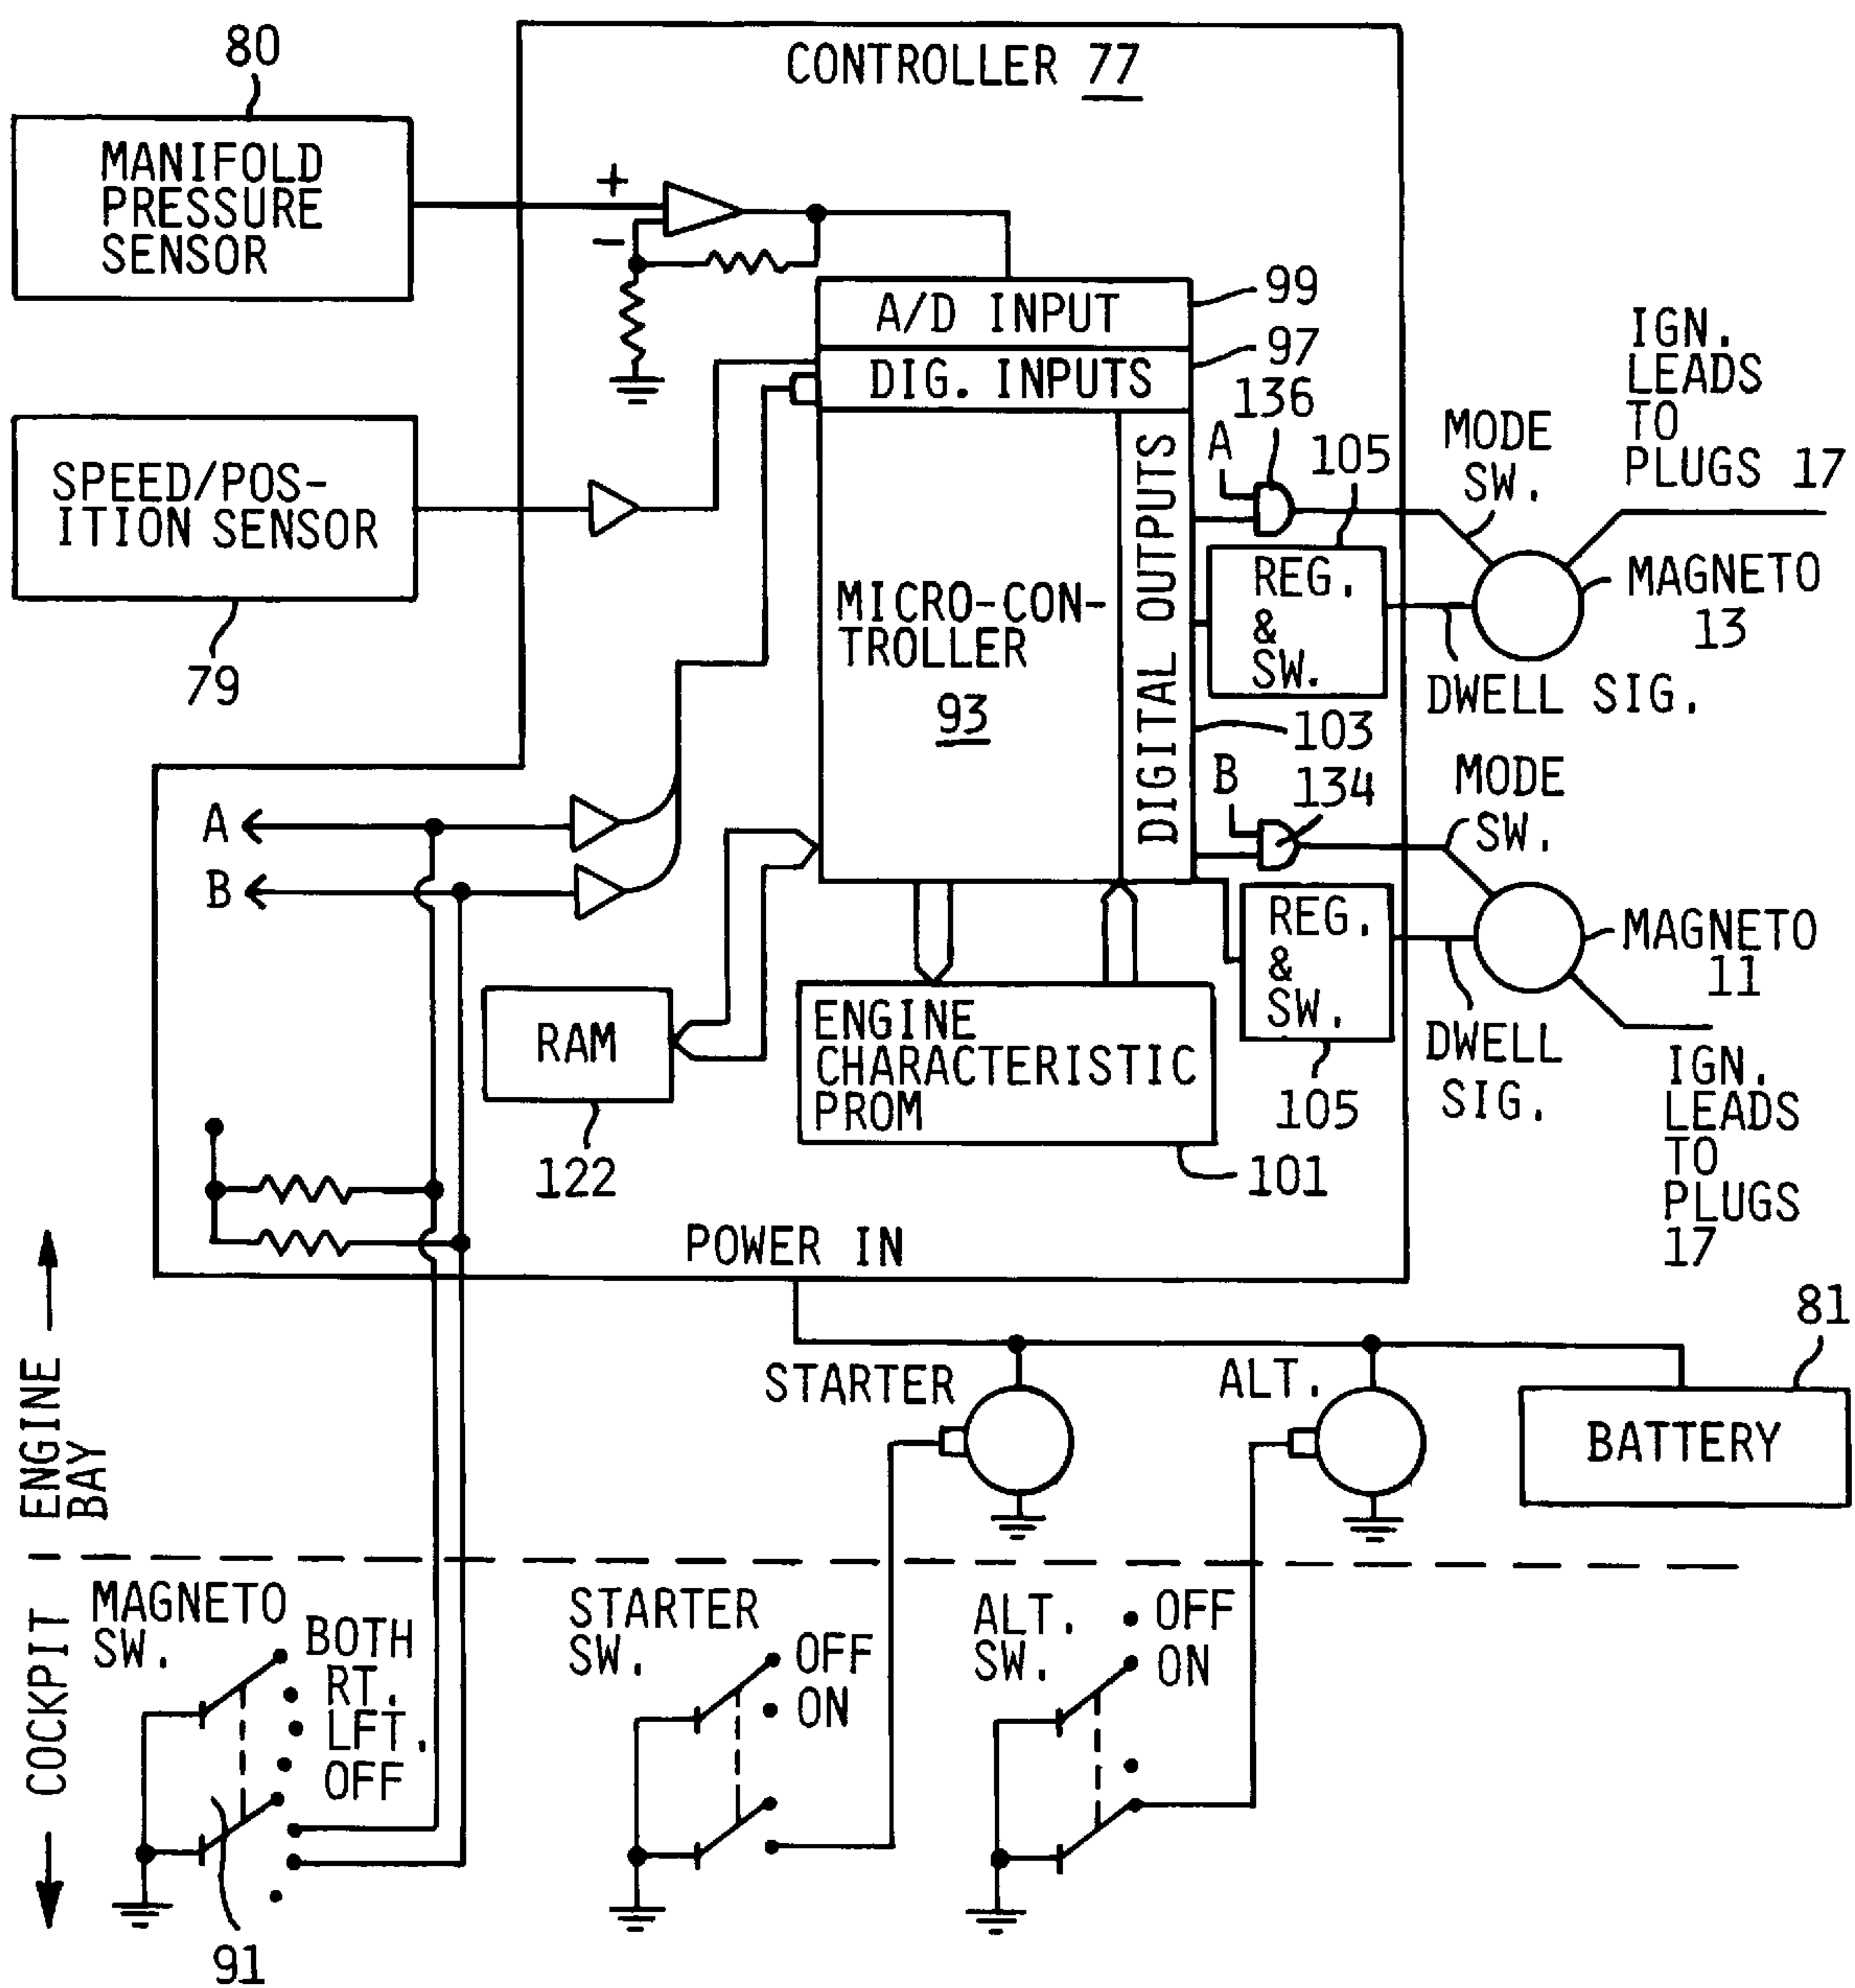 80
CONTROLLER 77
MANIFOLD
PRESSURE
SENSOR
+
−
99
A/D INPUT
97
DIG. INPUTS
136
A
105
MODE
SW.
IGN.
LEADS
TO
PLUGS 17
SPEED/POS-
ITION SENSOR
79
MICRO-CON-
TROLLER
93
DIGITAL OUTPUTS
REG.
&
SW.
MAGNETO
13
DWELL SIG.
103
B
134
MODE
SW.
A
B
REG.
&
SW.
MAGNETO
11
RAM
122
ENGINE
CHARACTERISTIC
PROM
101
105
DWELL
SIG.
IGN.
LEADS
TO
PLUGS
17
POWER IN
81
STARTER
ALT.
BATTERY
ENGINE
BAY
COCKPIT
MAGNETO
SW.
BOTH
RT.
LFT.
OFF
91
STARTER
SW.
OFF
ON
ALT.
SW.
OFF
ON